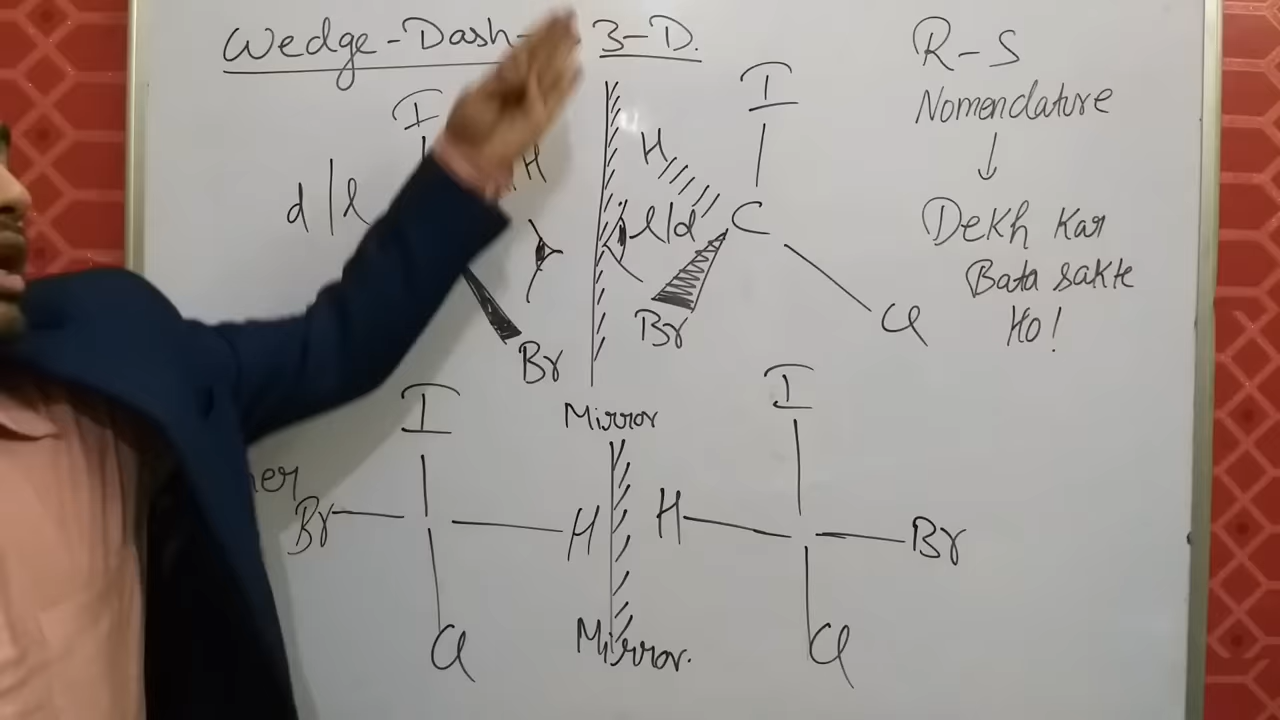 Wedge-Dash- 3-D.
R-S
Nomenclature
↓
Dekh Kar
Bata sakte
Ho!
I
H
d/l
Br
I
H
l/d
C
Br
Cl
Mirror
I
Br
H
Cl
I
H
Br
Cl
Mirror.